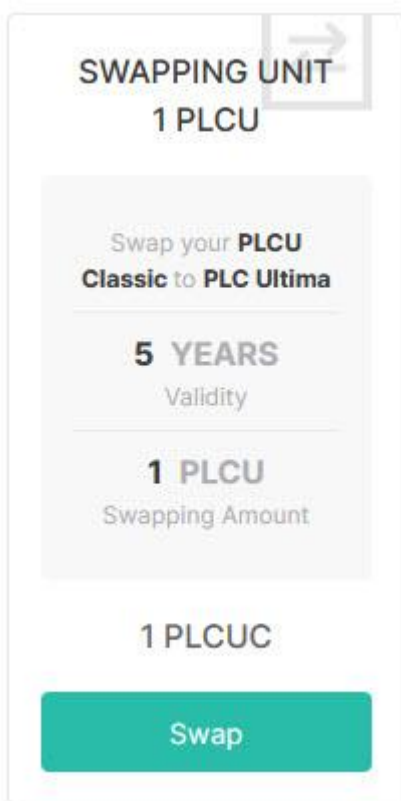 SWAPPING UNIT
1 PLCU
Swap your PLCU
Classic to PLC Ultima
5 YEARS
Validity
1 PLCU
Swapping Amount
1 PLCUC
Swap